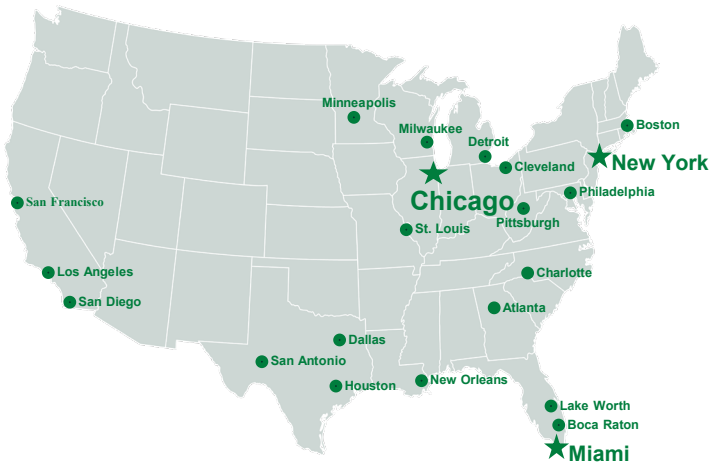 Minneapolis
Milwaukee
Boston
Detroit
New York
Cleveland
Philadelphia
Chicago
San Francisco
Pittsburgh
St. Louis
Los Angeles
Charlotte
San Diego
Atlanta
Dallas
San Antonio
New Orleans
Houston
Lake Worth
Boca Raton
Miami